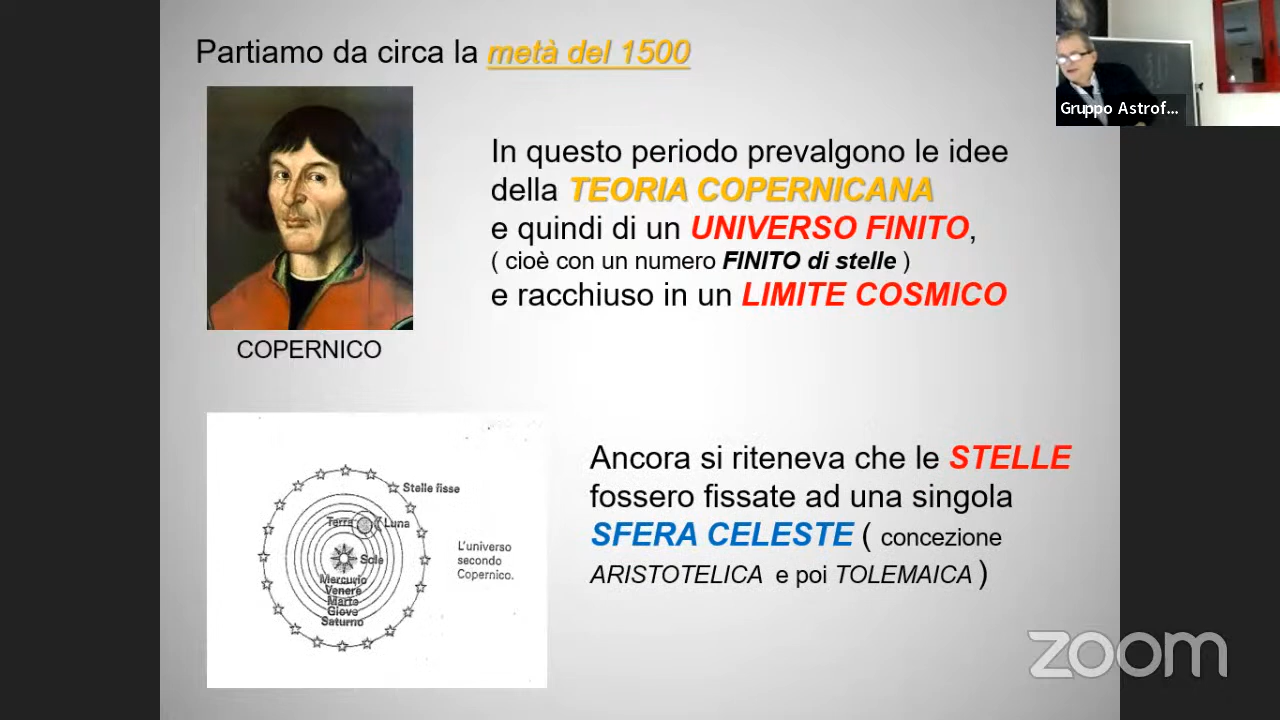 Partiamo da circa la metà del 1500
Gruppo Astrof...
In questo periodo prevalgono le idee
della TEORIA COPERNICANA
e quindi di un UNIVERSO FINITO,
( cioè con un numero FINITO di stelle )
e racchiuso in un LIMITE COSMICO
COPERNICO
Stelle fisse
Terra
Luna
Sole
Mercurio
Venere
Marte
Giove
Saturno
L'universo
secondo
Copernico.
Ancora si riteneva che le STELLE
fossero fissate ad una singola
SFERA CELESTE ( concezione
ARISTOTELICA e poi TOLEMAICA )
zoom